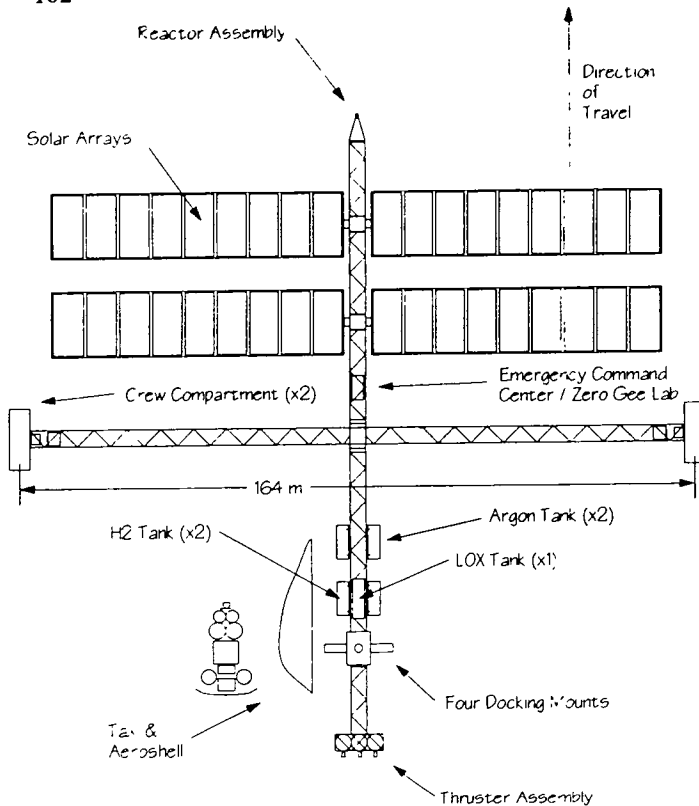 Reactor Assembly
Direction
of
Travel
Solar Arrays
Crew Compartment (x2)
Emergency Command
Center / Zero Gee Lab
164 m
H2 Tank (x2)
Argon Tank (x2)
LOX Tank (x1)
Four Docking Mounts
&
Aeroshell
Thruster Assembly